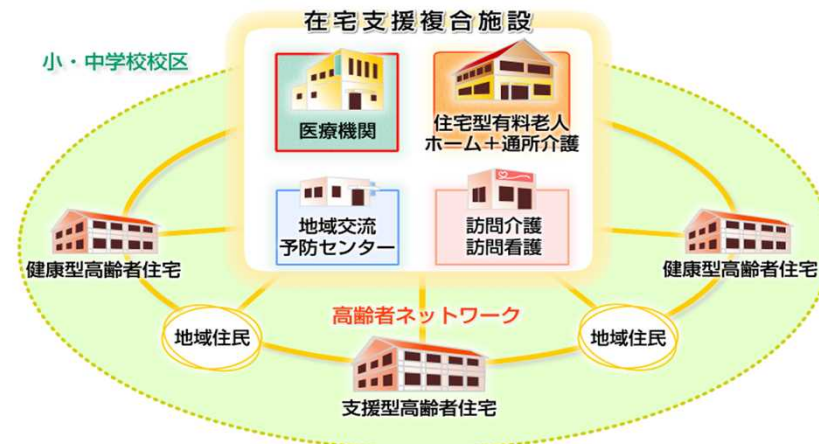 在宅支援複合施設
小・中学校校区
医療機関
住宅型有料老人
ホーム＋通所介護
地域交流
予防センター
訪問介護
訪問看護
健康型高齢者住宅
健康型高齢者住宅
高齢者ネットワーク
地域住民
地域住民
支援型高齢者住宅